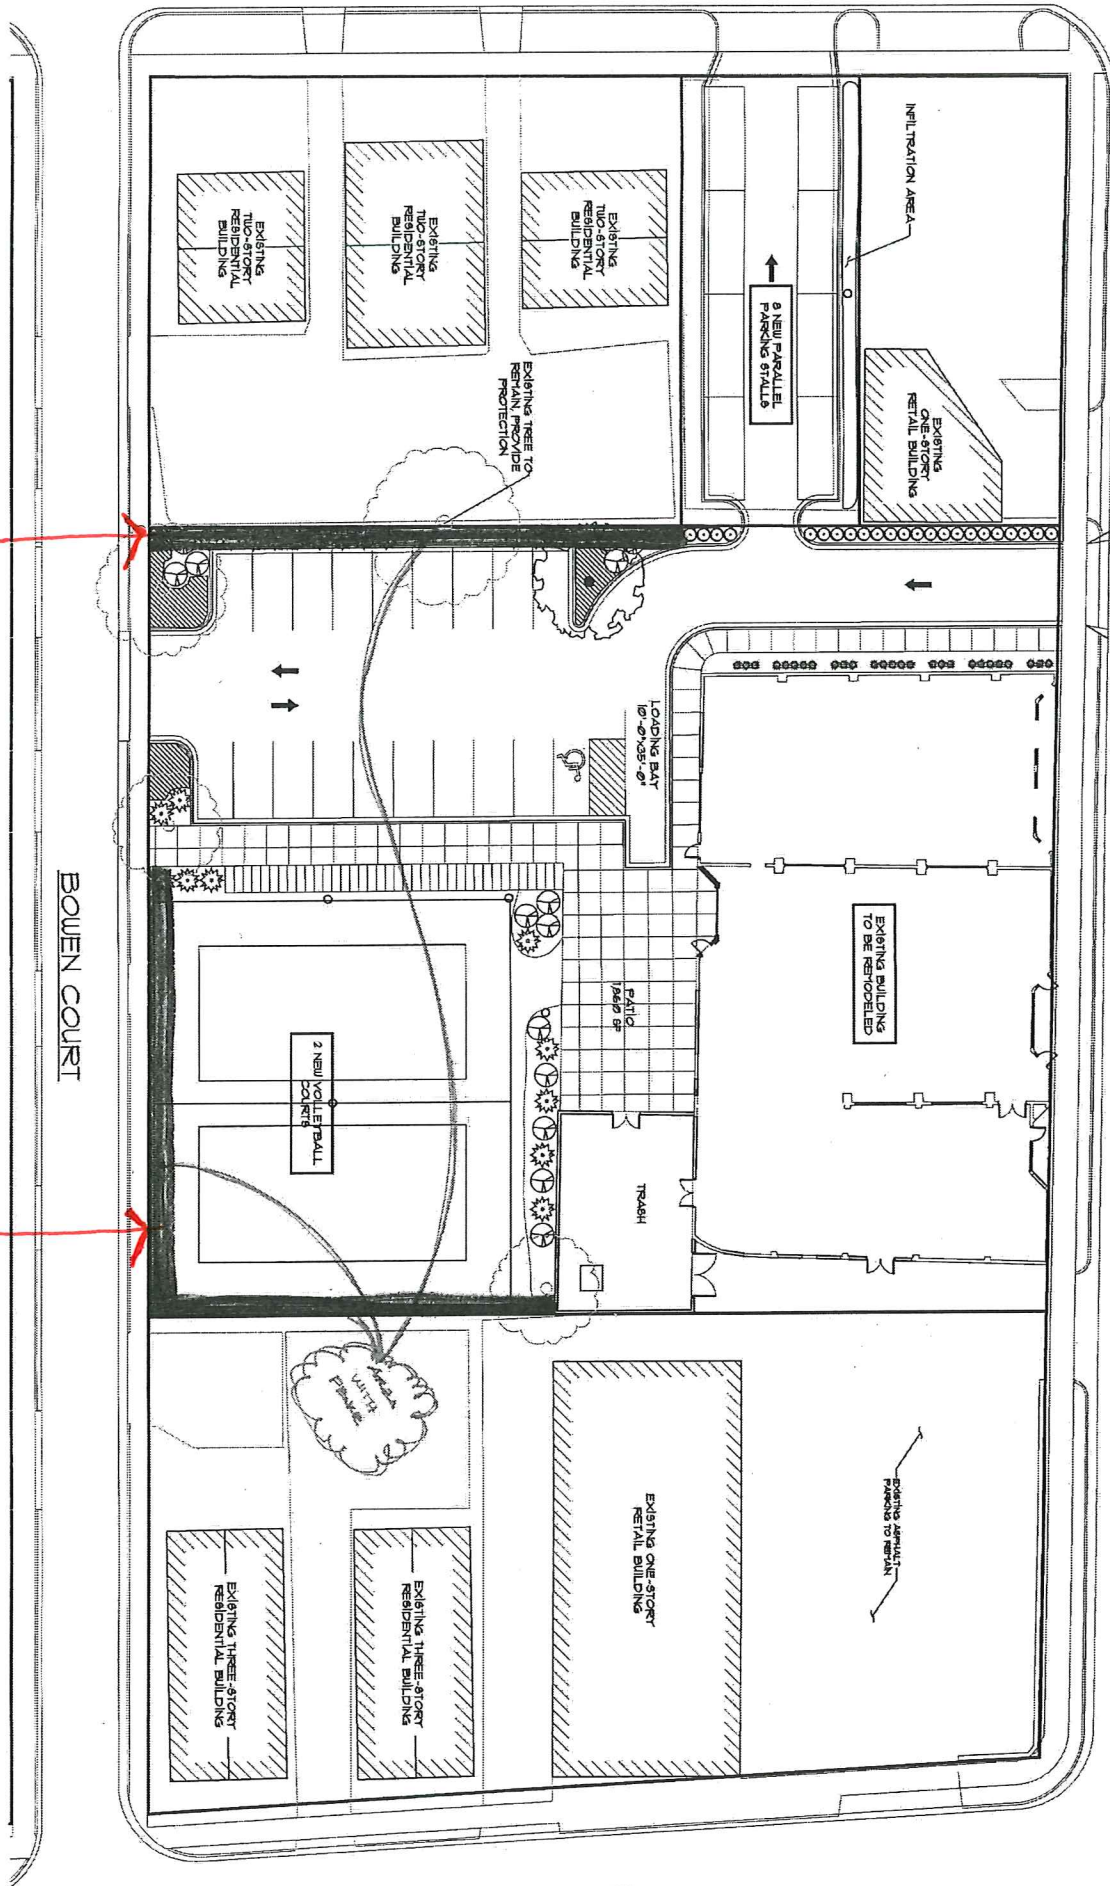 INFILTRATION AREA
EXISTING
TWO-STORY
RESIDENTIAL
BUILDING
EXISTING
TWO-STORY
RESIDENTIAL
BUILDING
EXISTING
TWO-STORY
RESIDENTIAL
BUILDING
8 NEW PARALLEL
PARKING STALLS
EXISTING
ONE-STORY
RETAIL BUILDING
EXISTING TREE TO
REMAIN, PROVIDE
PROTECTION
LOADING BAY
10'-0"x35'-0"
EXISTING BUILDING
TO BE REMODELED
PATIO
1860 SF
2 NEW VOLLEYBALL
COURTS
TRASH
BOWEN COURT
AREA
WITH
FENCE
EXISTING ASPHALT
PARKING TO REMAIN
EXISTING ONE-STORY
RETAIL BUILDING
EXISTING THREE-STORY
RESIDENTIAL BUILDING
EXISTING THREE-STORY
RESIDENTIAL BUILDING